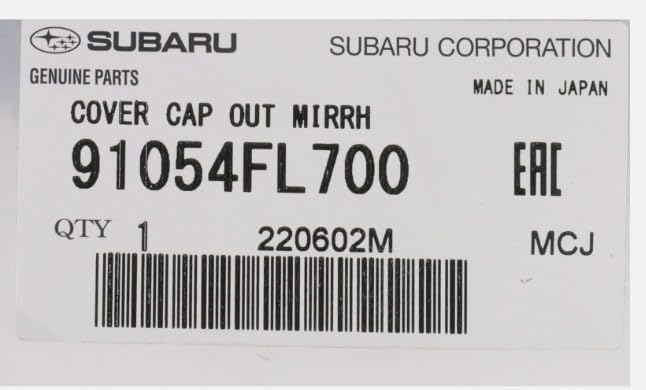 SUBARU
SUBARU CORPORATION
GENUINE PARTS
MADE IN JAPAN
COVER CAP OUT MIRRH
91054FL700
EAC
QTY 1 220602M MCJ